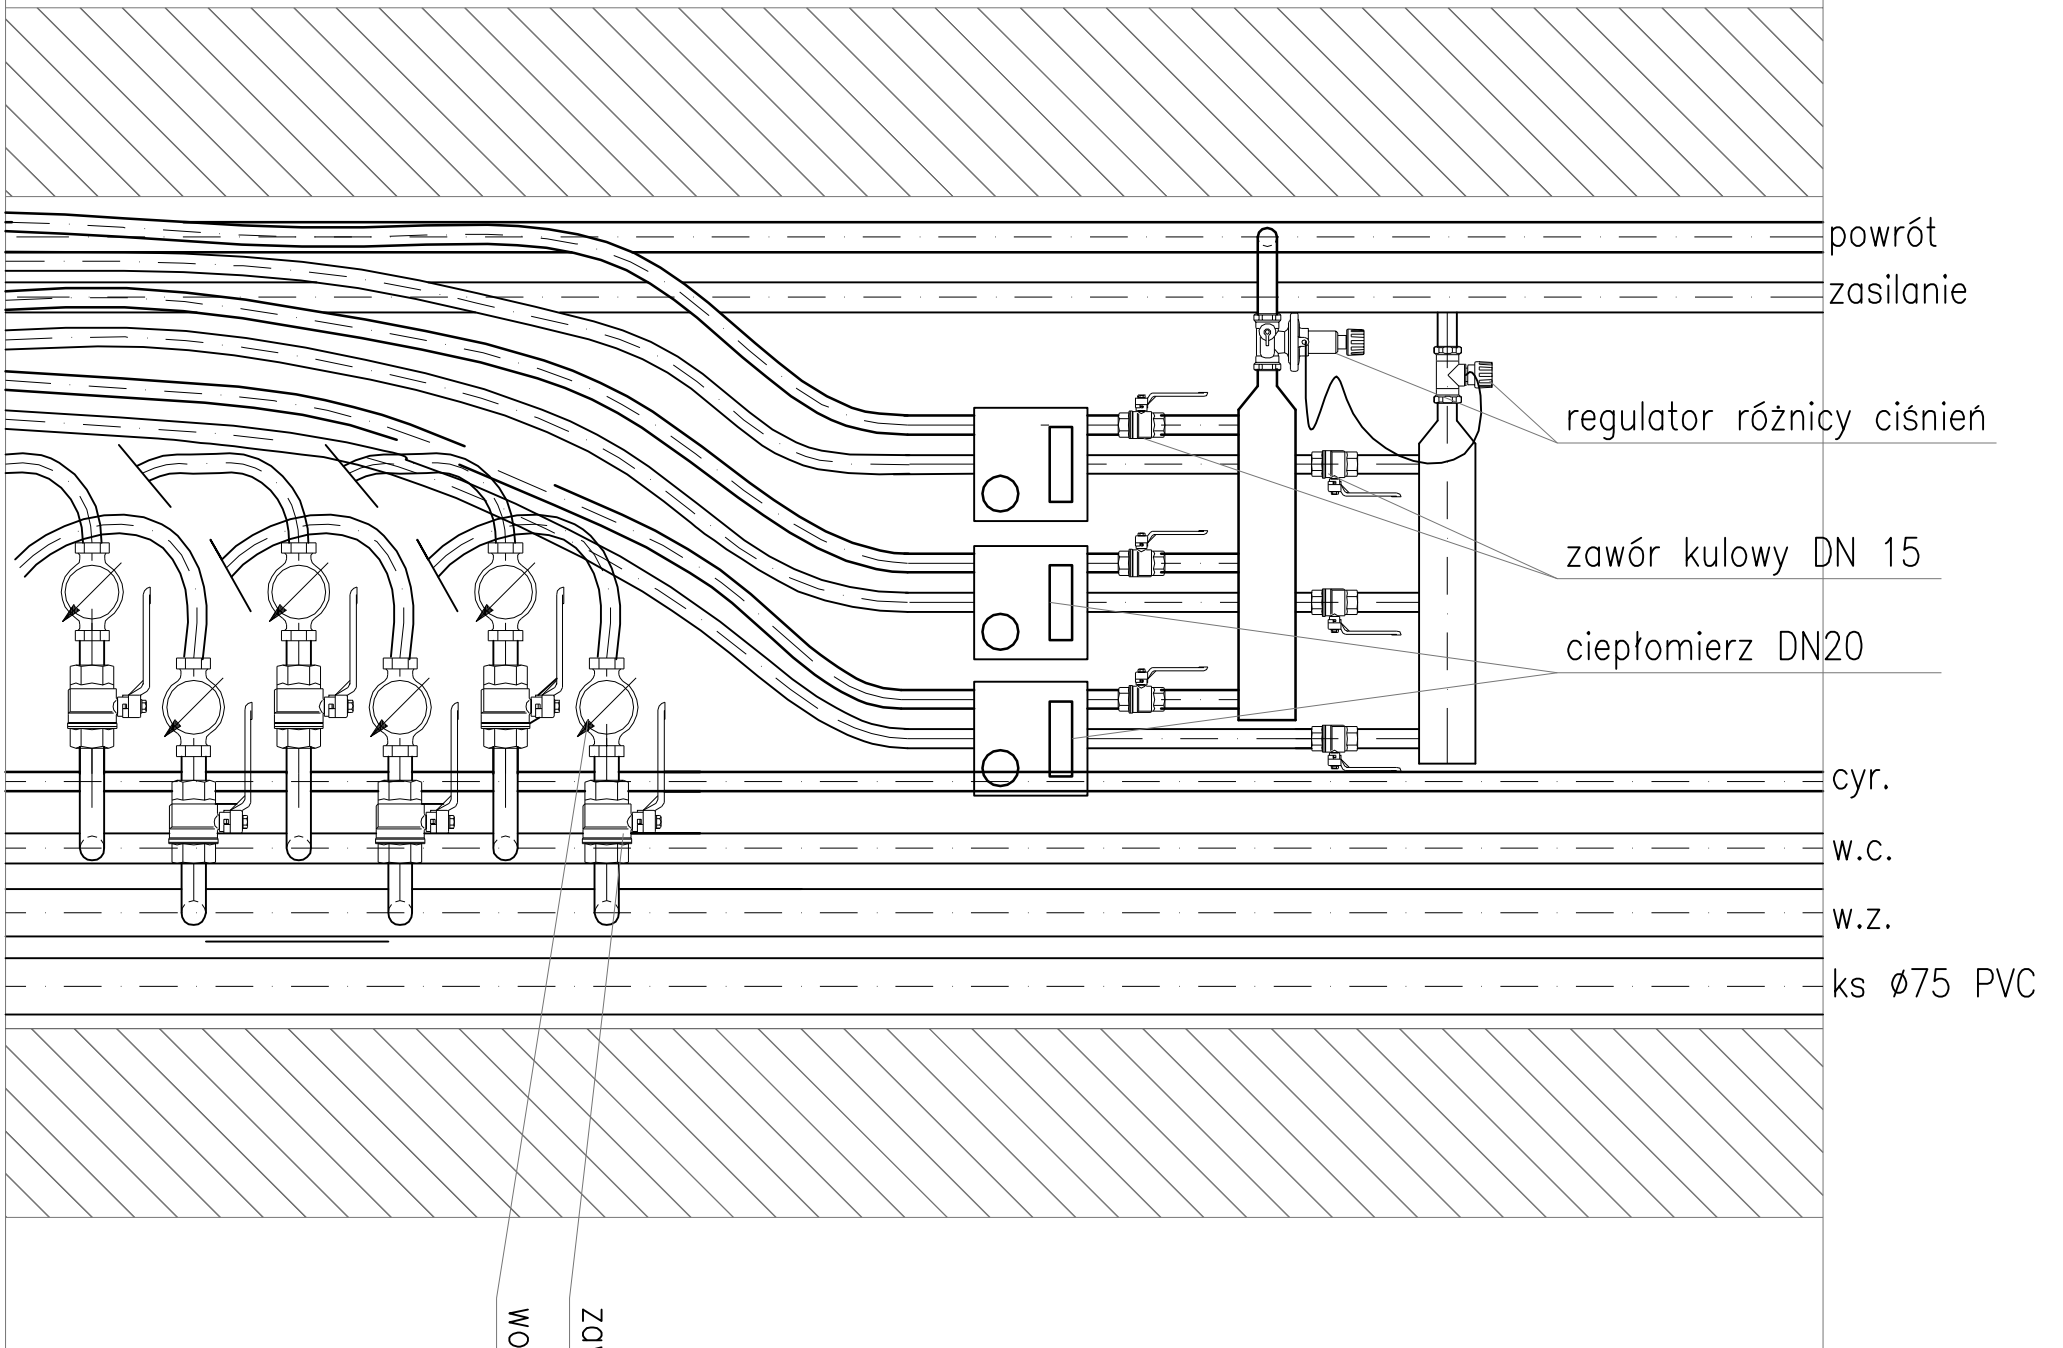 powrót
zasilanie
regulator różnicy ciśnień
zawór kulowy DN 15
ciepłomierz DN20
cyr.
w.c.
w.z.
ks Ø75 PVC